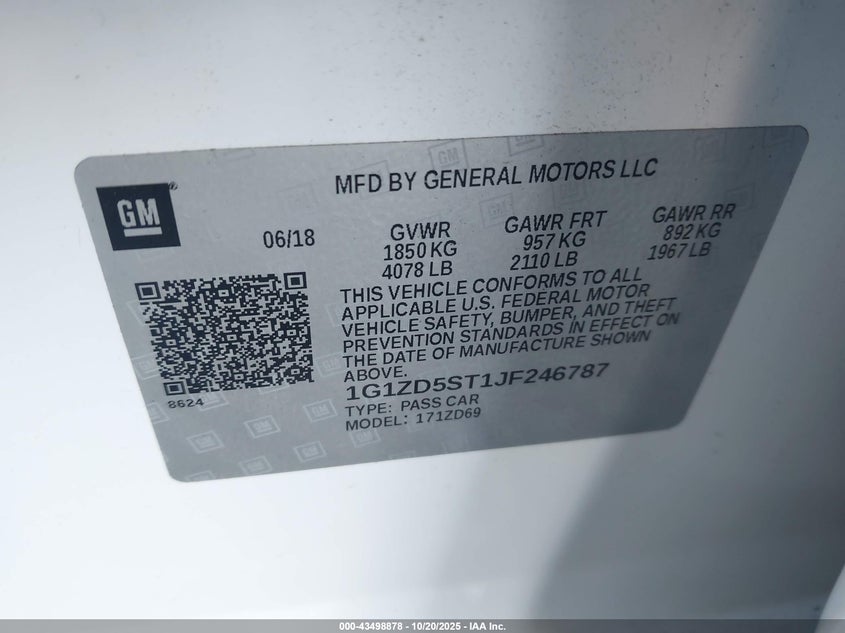 MFD BY GENERAL MOTORS LLC
GM
06/18
GVWR
1850 KG
4078 LB
GAWR FRT
957 KG
2110 LB
GAWR RR
892 KG
1967 LB
THIS VEHICLE CONFORMS TO ALL
APPLICABLE U.S. FEDERAL MOTOR
VEHICLE SAFETY, BUMPER, AND THEFT
PREVENTION STANDARDS IN EFFECT ON
THE DATE OF MANUFACTURE SHOWN
ABOVE.
8624
1G1ZD5ST1JF246787
TYPE: PASS CAR
MODEL: 171ZD69
000-43498878 - 10/20/2025 - IAA Inc.